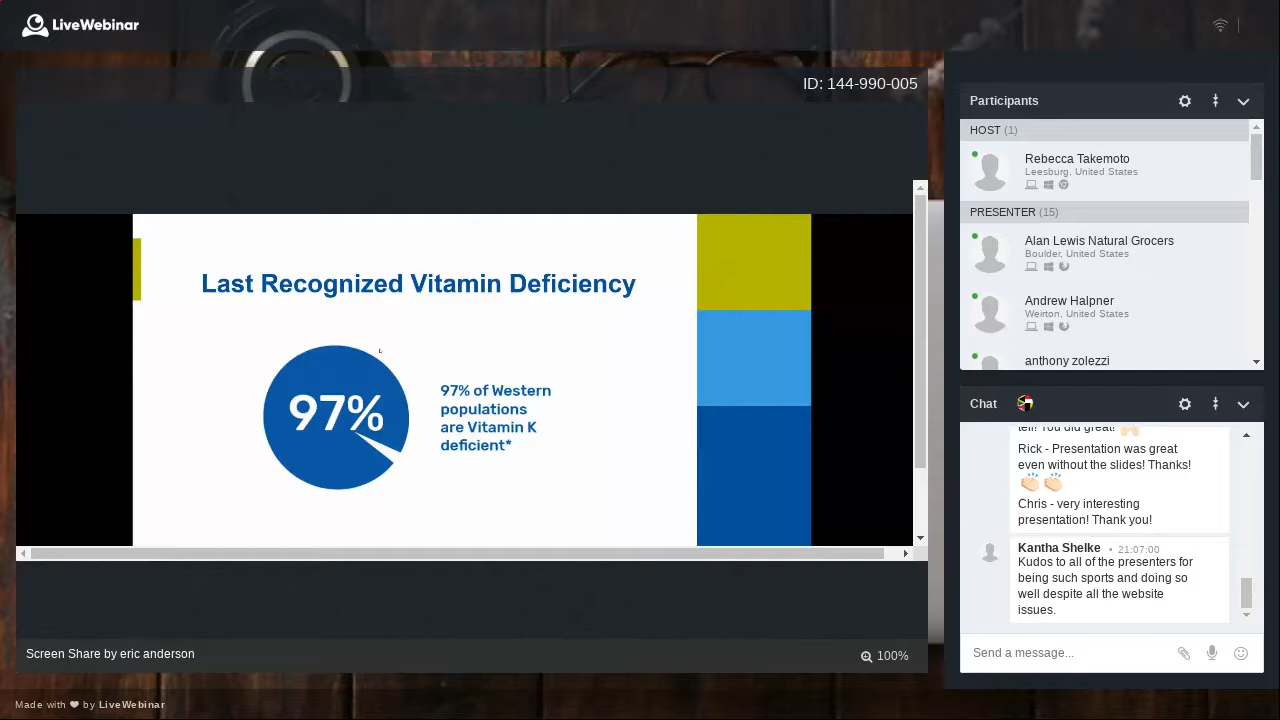 LiveWebinar
ID: 144-990-005
Last Recognized Vitamin Deficiency
97%
97% of Western
populations
are Vitamin K
deficient*
Screen Share by eric anderson
100%
Made with ❤ by LiveWebinar
Participants
HOST (1)
Rebecca Takemoto
Leesburg, United States
PRESENTER (15)
Alan Lewis Natural Grocers
Boulder, United States
Andrew Halpner
Weirton, United States
anthony zolezzi
Chat
tell! You did great! 🙌🏻
Rick - Presentation was great
even without the slides! Thanks!
👏🏻 👏🏻
Chris - very interesting
presentation! Thank you!
Kantha Shelke • 21:07:00
Kudos to all of the presenters for
being such sports and doing so
well despite all the website
issues.
Send a message...